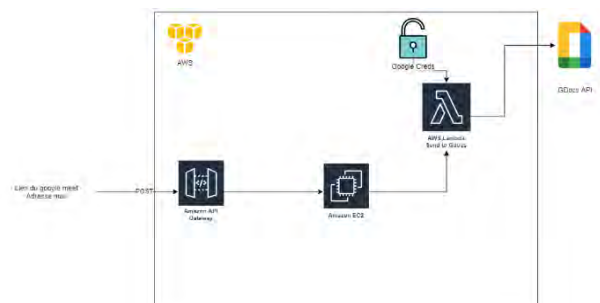 AWS
Google Creds
GDocs API
AWS Lambda
Send to Gdocs
Lien du google meet
Adresse mail
POST
Amazon API
Gateway
Amazon EC2